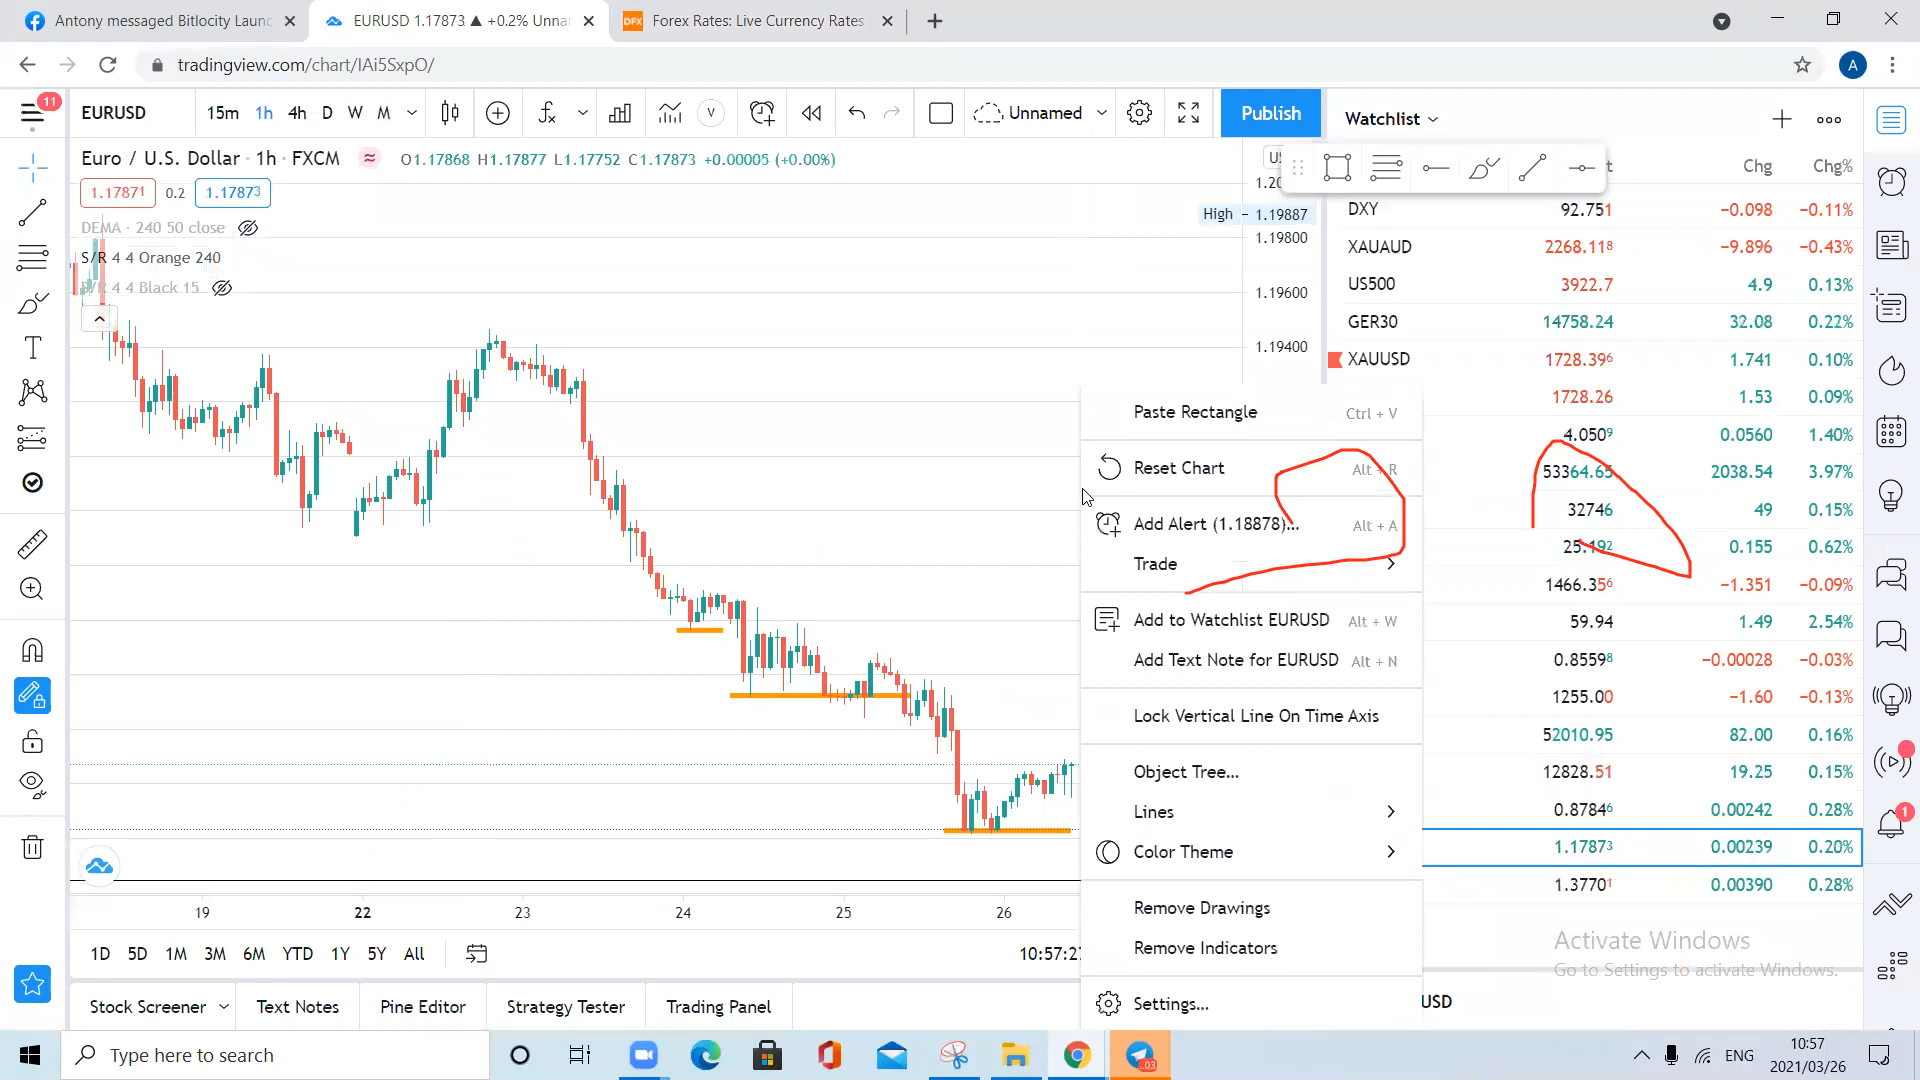 Antony messaged Bitlocity Launc
EURUSD 1.17873 ▲ +0.2% Unna
DFX
Forex Rates: Live Currency Rates
tradingview.com/chart/IAi5SxpO/
A
11
EURUSD
15m 1h 4h D W M
V
Unnamed
Publish
Watchlist
Euro / U.S. Dollar · 1h · FXCM
O1.17868 H1.17877 L1.17752 C1.17873 +0.00005 (+0.00%)
1.17871
0.2
1.17873
DEMA · 240 50 close
S/R 4 4 Orange 240
4 4 Black 15
High
1.19887
1.19800
1.19600
1.19400
Chg Chg%
DXY 92.751 −0.098 −0.11%
XAUAUD 2268.118 −9.896 −0.43%
US500 3922.7 4.9 0.13%
GER30 14758.24 32.08 0.22%
XAUUSD 1728.396 1.741 0.10%
1728.26 1.53 0.09%
4.0509 0.0560 1.40%
53364.65 2038.54 3.97%
32746 49 0.15%
25.192 0.155 0.62%
1466.356 −1.351 −0.09%
59.94 1.49 2.54%
0.85598 −0.00028 −0.03%
1255.00 −1.60 −0.13%
52010.95 82.00 0.16%
12828.51 19.25 0.15%
0.87846 0.00242 0.28%
1.17873 0.00239 0.20%
1.37701 0.00390 0.28%
Paste Rectangle Ctrl + V
Reset Chart Alt + R
Add Alert (1.18878)... Alt + A
Trade
Add to Watchlist EURUSD Alt + W
Add Text Note for EURUSD Alt + N
Lock Vertical Line On Time Axis
Object Tree...
Lines
Color Theme
Remove Drawings
Remove Indicators
Settings...
19 22 23 24 25 26
1D 5D 1M 3M 6M YTD 1Y 5Y All
10:57:27
Stock Screener
Text Notes
Pine Editor
Strategy Tester
Trading Panel
USD
1
Activate Windows
Go to Settings to activate Windows.
Type here to search
03
ENG
10:57
2021/03/26